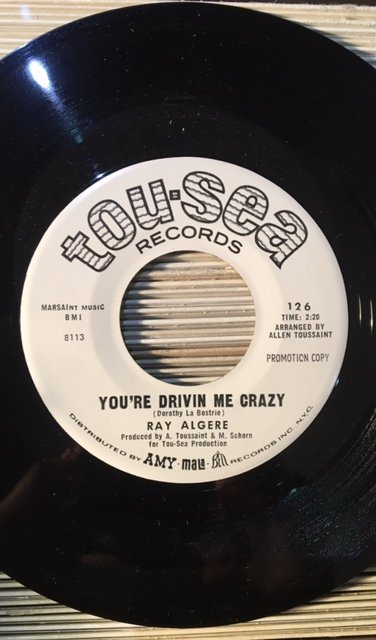 tou-sea
RECORDS
MARSAINT MUSIC
BMI
8113
126
TIME: 2:20
ARRANGED BY
ALLEN TOUSSAINT
PROMOTION COPY
YOU'RE DRIVIN ME CRAZY
(Dorothy La Bostrie)
RAY ALGERE
Produced by A. Toussaint & M. Schorn
for Tou-Sea Production
DISTRIBUTED BY AMY - mala - Bell RECORDS INC. N.Y.C.